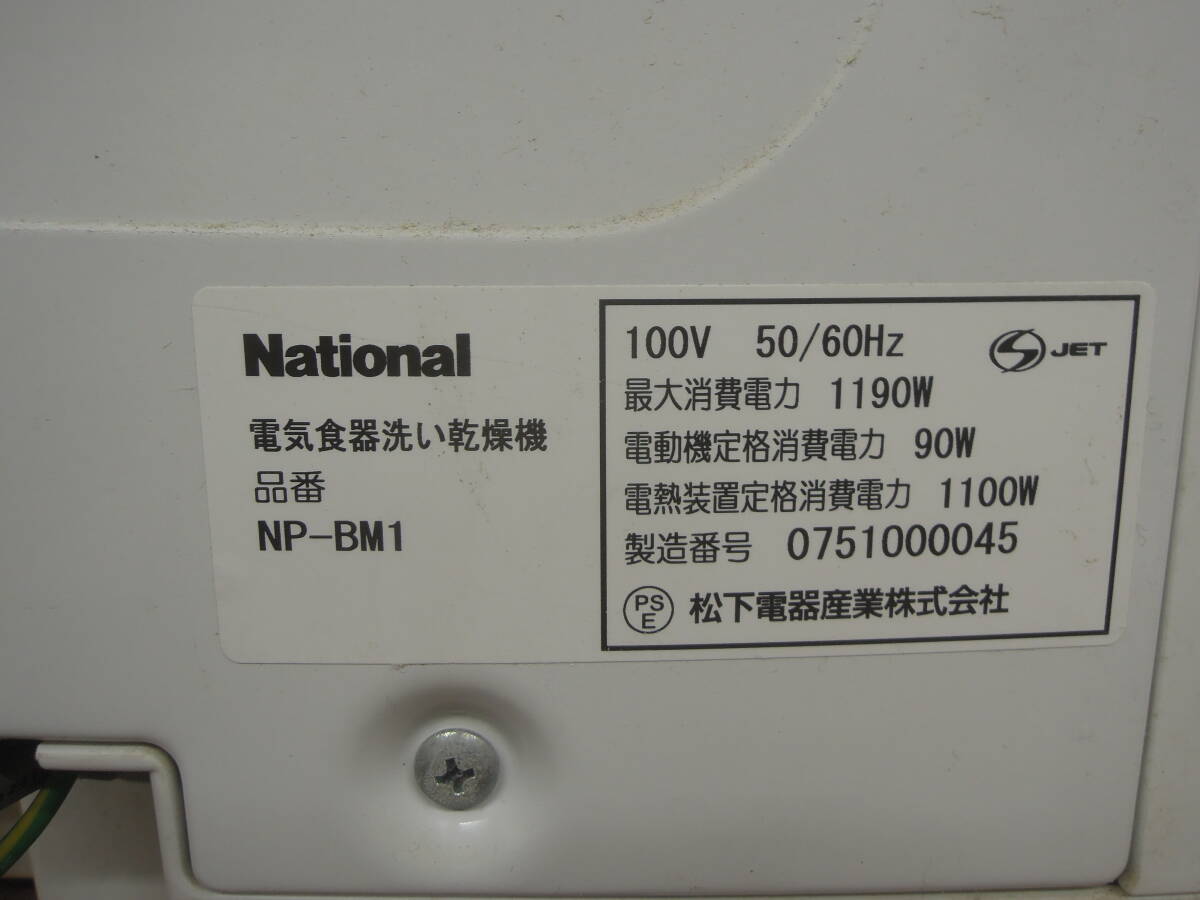 National
電気食器洗い乾燥機
品番
NP-BM1
100V 50/60Hz
JET
最大消費電力 1190W
電動機定格消費電力 90W
電熱装置定格消費電力 1100W
製造番号 0751000045
PS
E
松下電器産業株式会社